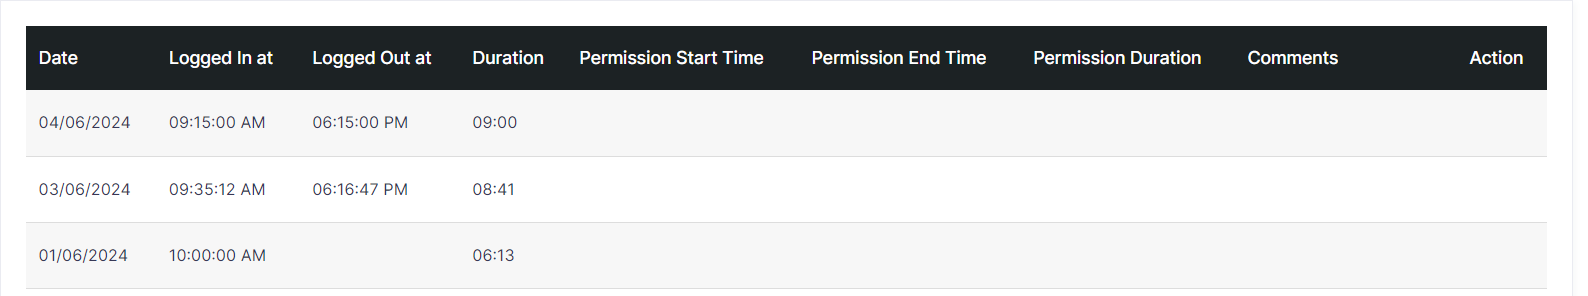 Date Logged In at Logged Out at Duration Permission Start Time Permission End Time Permission Duration Comments Action
04/06/2024 09:15:00 AM 06:15:00 PM 09:00
03/06/2024 09:35:12 AM 06:16:47 PM 08:41
01/06/2024 10:00:00 AM 06:13